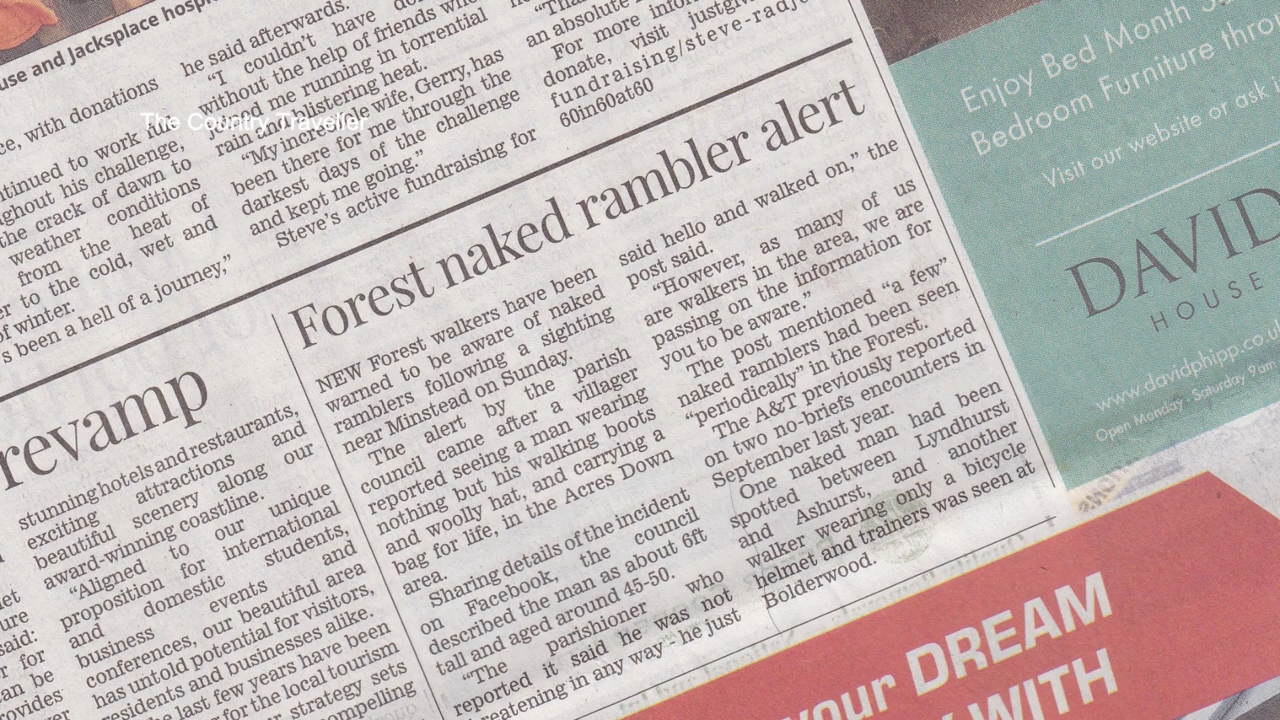 use and Jacksplace hospi
ce, with donations
ntinued to work
ghout his challenge,
the crack of dawn to
weather conditions
from the heat of
er to the cold, wet and
of winter.
's been a hell of a journey,”
he said afterwards.
“I couldn't have
without the help of friends who
and me running in torrential
rain and blistering heat.
“My incredible wife, Gerry, has
been there for me through the
darkest days of the challenge
and kept me going.”
Steve's active fundraising for
an absolute
For more
donate, visit
fundraising/steve-radj
60in60at60
The Country Traveller
revamp
stunning hotels and restaurants,
exciting attractions and
beautiful scenery along our
award-winning coastline.
“Aligned to our unique
proposition for international
and domestic students,
business events and
conferences, our beautiful area
has untold potential for visitors,
residents and businesses alike.
last few years have been
for the local tourism
strategy sets
Forest naked rambler alert
NEW Forest walkers have been
warned to be aware of naked
ramblers following a sighting
near Minstead on Sunday.
The alert by the parish
council came after a villager
reported seeing a man wearing
nothing but his walking boots
and woolly hat, and carrying a
bag for life, in the Acres Down
area.
Sharing details of the incident
on Facebook, the council
described the man as about 6ft
tall and aged around 45-50.
“The parishioner who
reported it said he was not
threatening in any way – he just
said hello and walked on,” the
post said.
“However, as many of us
are walkers in the area, we are
passing on the information for
you to be aware.”
The post mentioned “a few”
naked ramblers had been seen
“periodically” in the Forest.
The A&T previously reported
on two no-briefs encounters in
September last year.
One naked man had been
spotted between Lyndhurst
and Ashurst, and another
walker wearing only a bicycle
helmet and trainers was seen at
Bolderwood.
Enjoy Bed Month
Bedroom Furniture thro
Visit our website or ask i
DAVID
HOUSE
www.davidphipp.co.u
Open Monday - Saturday 9am
your DREAM
WITH